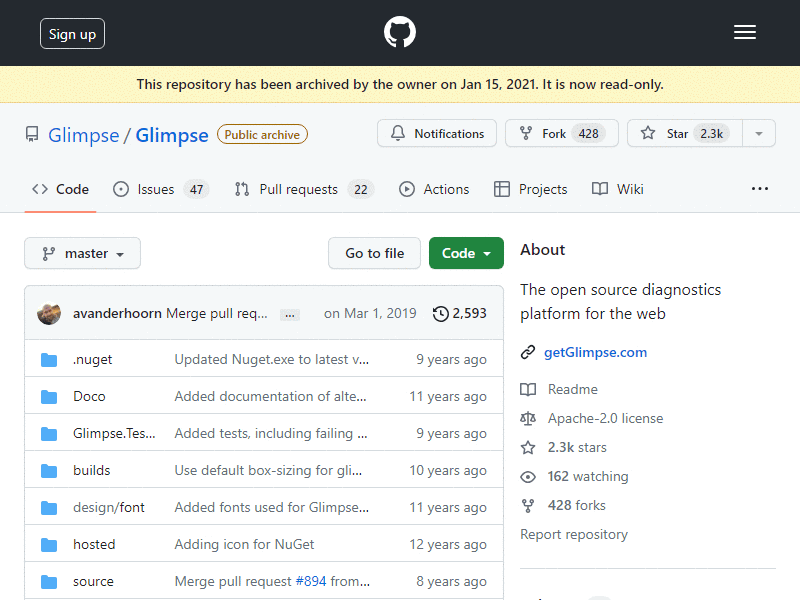 Sign up
This repository has been archived by the owner on Jan 15, 2021. It is now read-only.
Glimpse / Glimpse Public archive
Notifications Fork 428 Star 2.3k
Code Issues 47 Pull requests 22 Actions Projects Wiki
master Go to file Code
avanderhoorn Merge pull req... ... on Mar 1, 2019 2,593
.nuget Updated Nuget.exe to latest v... 9 years ago
Doco Added documentation of alte... 11 years ago
Glimpse.Tes... Added tests, including failing ... 9 years ago
builds Use default box-sizing for gli... 10 years ago
design/font Added fonts used for Glimpse... 11 years ago
hosted Adding icon for NuGet 12 years ago
source Merge pull request #894 from... 8 years ago
About
The open source diagnostics
platform for the web
getGlimpse.com
Readme
Apache-2.0 license
2.3k stars
162 watching
428 forks
Report repository